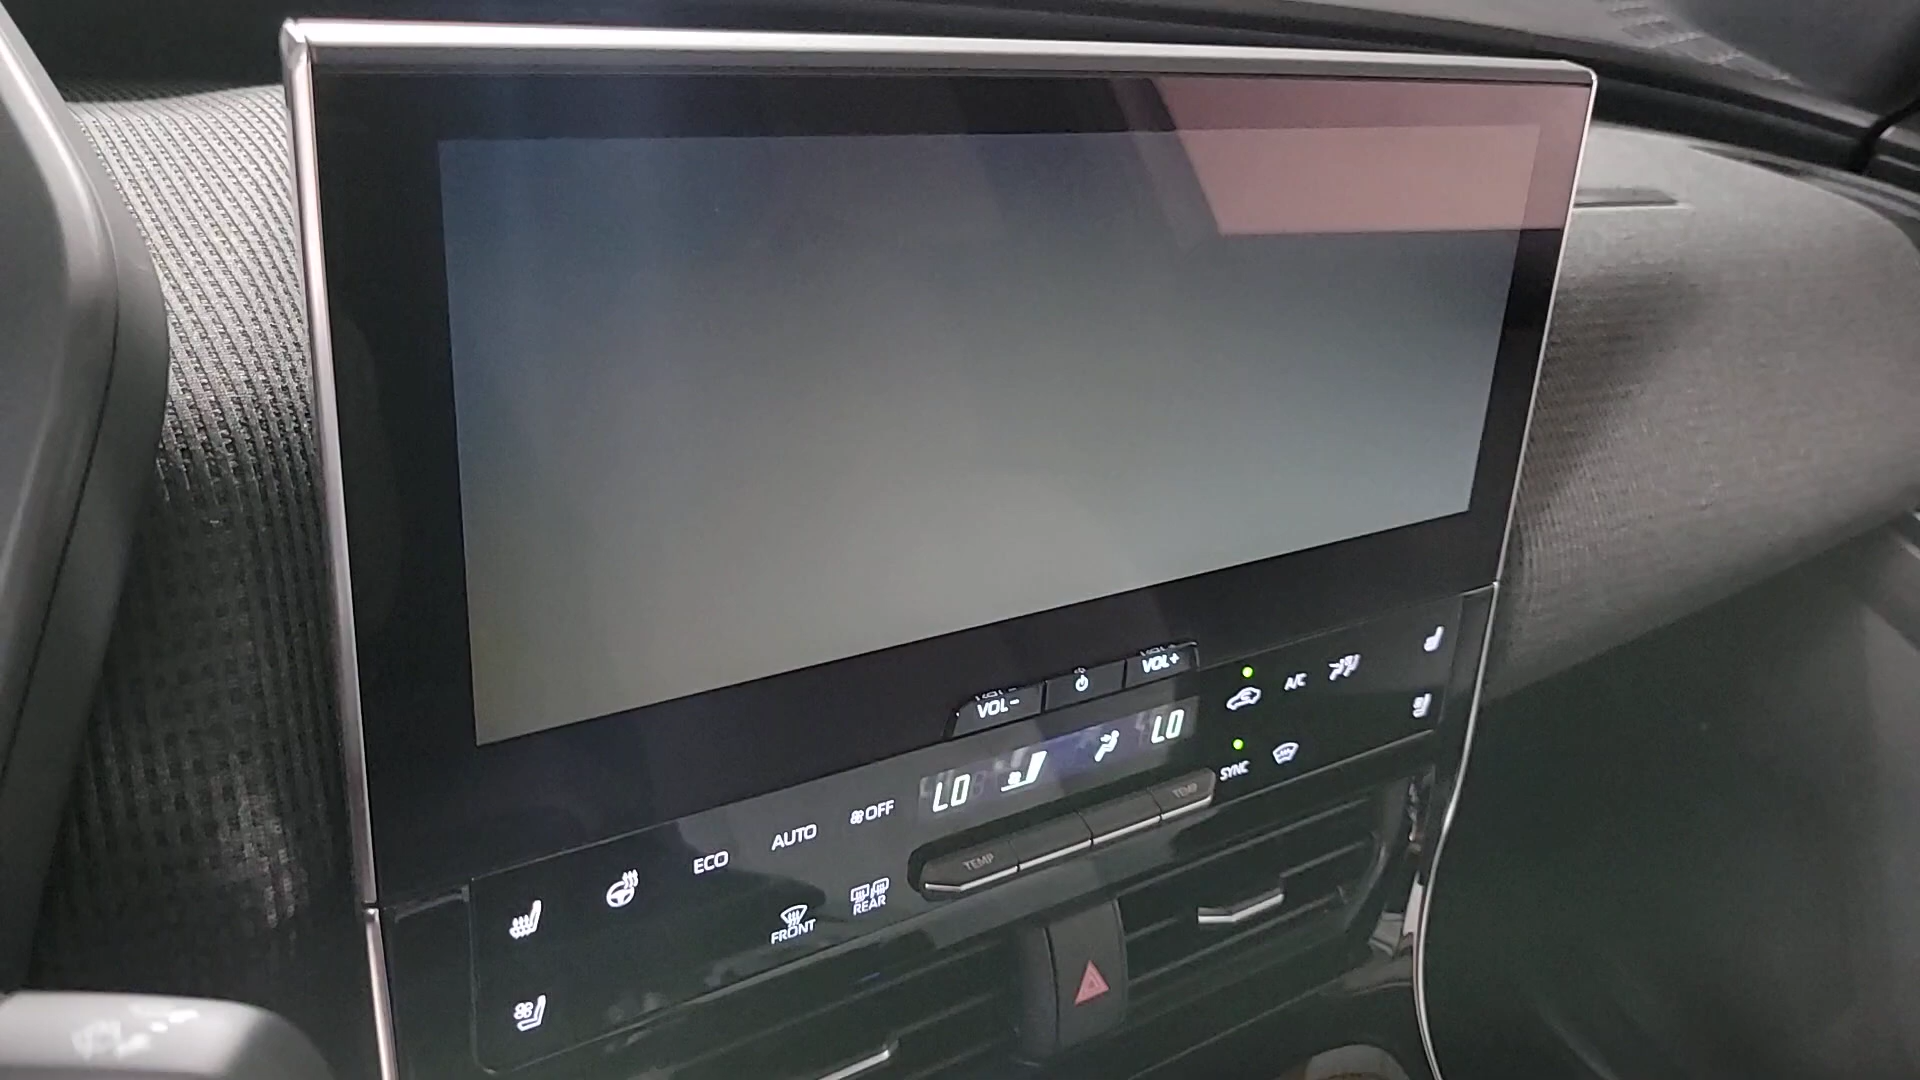 VOL- VOL+
A/C
LO LO
SYNC
TEMP
OFF
AUTO
ECO
TEMP
REAR
FRONT